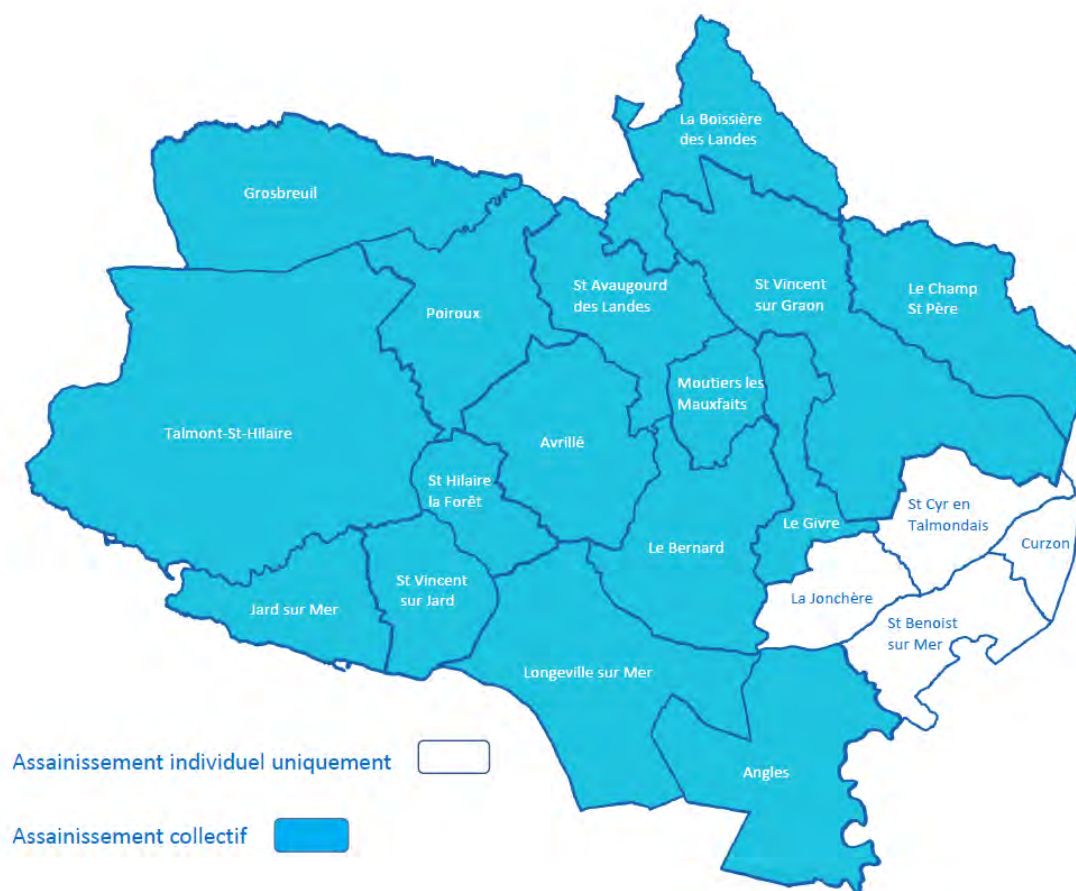 La Boissière
des Landes
Grosbreuil
St Avaugourd
des Landes
St Vincent
sur Graon
Le Champ
St Père
Poiroux
Moutiers les
Mauxfaits
Talmont-St-Hilaire
Avrillé
St Hilaire
la Forêt
St Cyr en
Talmondais
Le Givre
Curzon
Le Bernard
St Vincent
sur Jard
La Jonchère
Jard sur Mer
St Benoist
sur Mer
Longeville sur Mer
Angles
Assainissement individuel uniquement
Assainissement collectif